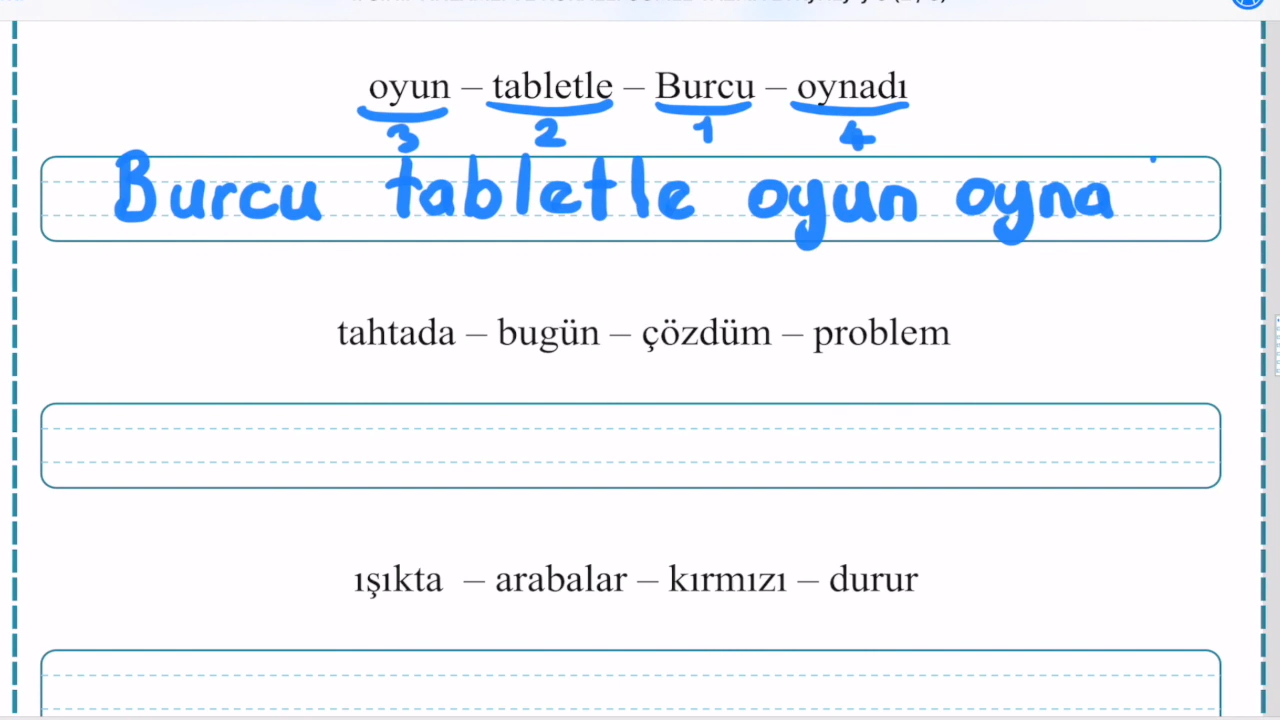 oyun – tabletle – Burcu – oynadı
3 2 1 4
Burcu tabletle oyun oyna
tahtada – bugün – çözdüm – problem
ışıkta – arabalar – kırmızı – durur